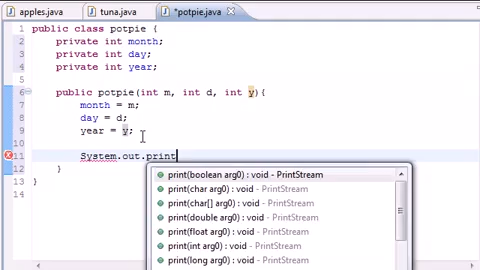 apples.java tuna.java *potpie.java
1 public class potpie {
2 private int month;
3 private int day;
4 private int year;
5
6 public potpie(int m, int d, int y){
7 month = m;
8 day = d;
9 year = y;
10
11 System.out.print
12 }
13 }
14
print(boolean arg0) : void - PrintStream
print(char arg0) : void - PrintStream
print(char[] arg0) : void - PrintStream
print(double arg0) : void - PrintStream
print(float arg0) : void - PrintStream
print(int arg0) : void - PrintStream
print(long arg0) : void - PrintStream